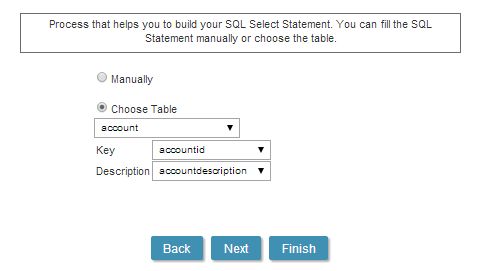 Process that helps you to build your SQL Select Statement. You can fill the SQL
Statement manually or choose the table.
Manually
Choose Table
account
Key accountid
Description accountdescription
Back Next Finish